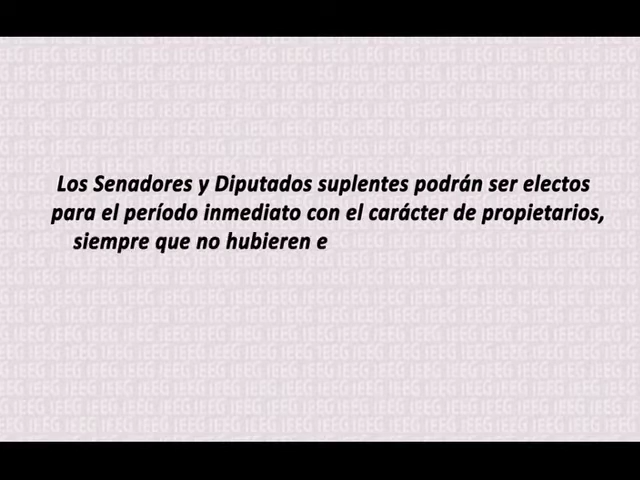 Los Senadores y Diputados suplentes podrán ser electos
para el período inmediato con el carácter de propietarios,
siempre que no hubieren e